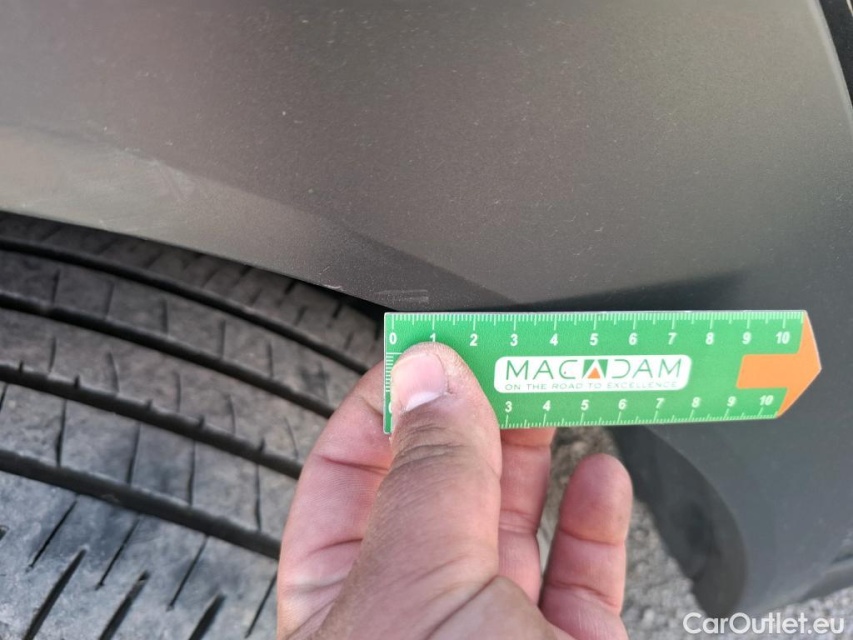 0 1 2 3 4 5 6 7 8 9 10
MACADAM
ON THE ROAD TO EXCELLENCE
3 4 5 6 7 8 9 10
CarOutlet.eu